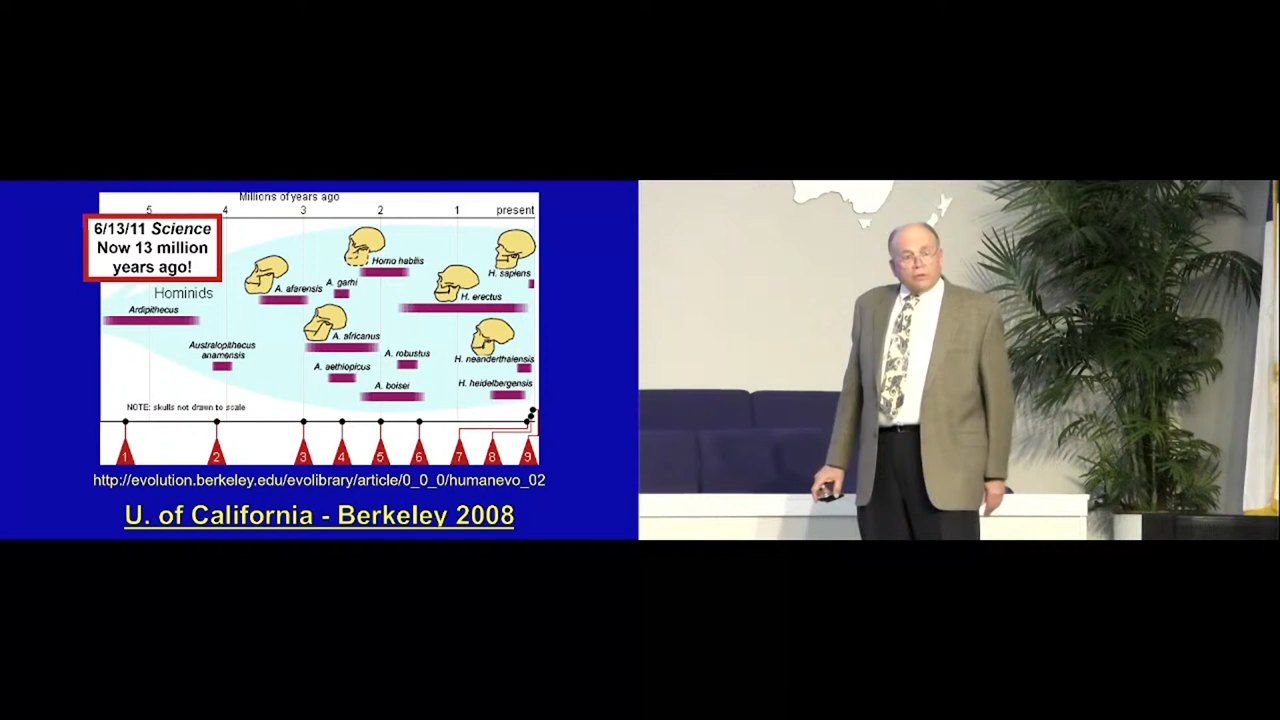 Millions of years ago
5 4 3 2 1 present
6/13/11 Science
Now 13 million
years ago!
Hominids
Ardipithecus
Australopithecus
anamensis
A. afarensis
A. garhi
Homo habilis
H. erectus
H. sapiens
A. africanus
A. aethiopicus
A. robustus
A. boisei
H. neanderthalensis
H. heidelbergensis
NOTE: skulls not drawn to scale
1 2 3 4 5 6 7 8 9
http://evolution.berkeley.edu/evolibrary/article/0_0_0/humanevo_02
U. of California - Berkeley 2008